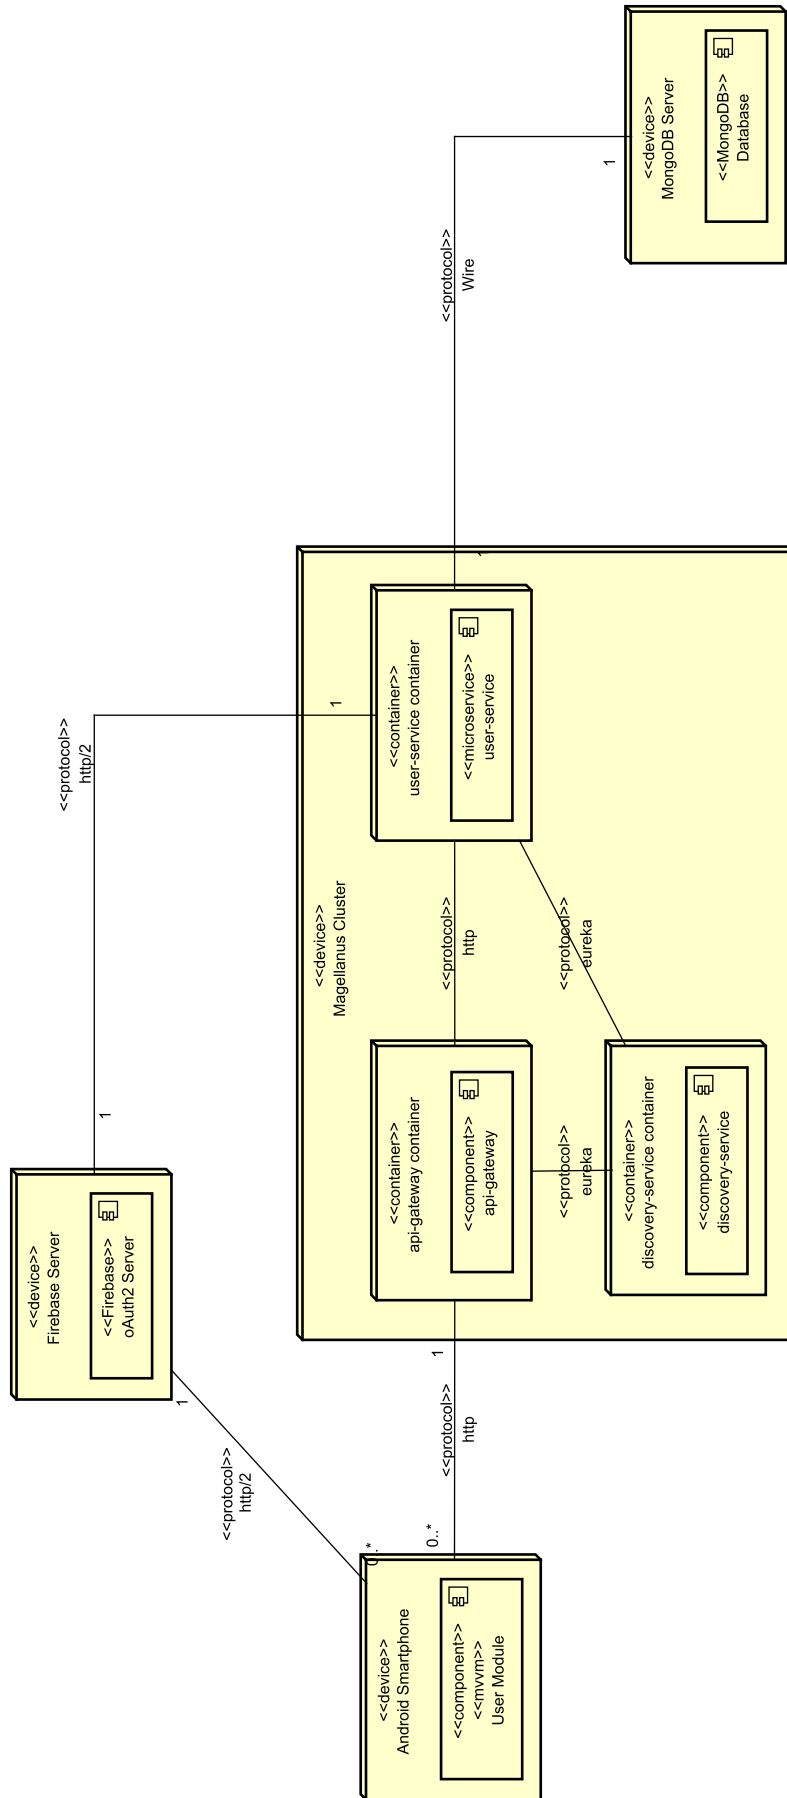 <<device>>
Firebase Server
<<Firebase>>
oAuth2 Server
<<protocol>>
http/2
1
1
1
<<protocol>>
http/2
0..*
<<device>>
Android Smartphone
<<component>>
<<mvvm>>
User Module
0..*
<<protocol>>
http
1
<<device>>
Magellanus Cluster
<<container>>
api-gateway container
<<component>>
api-gateway
<<protocol>>
http
<<container>>
user-service container
<<microservice>>
user-service
<<protocol>>
eureka
<<protocol>>
eureka
<<container>>
discovery-service container
<<component>>
discovery-service
<<protocol>>
Wire
1
<<device>>
MongoDB Server
<<MongoDB>>
Database